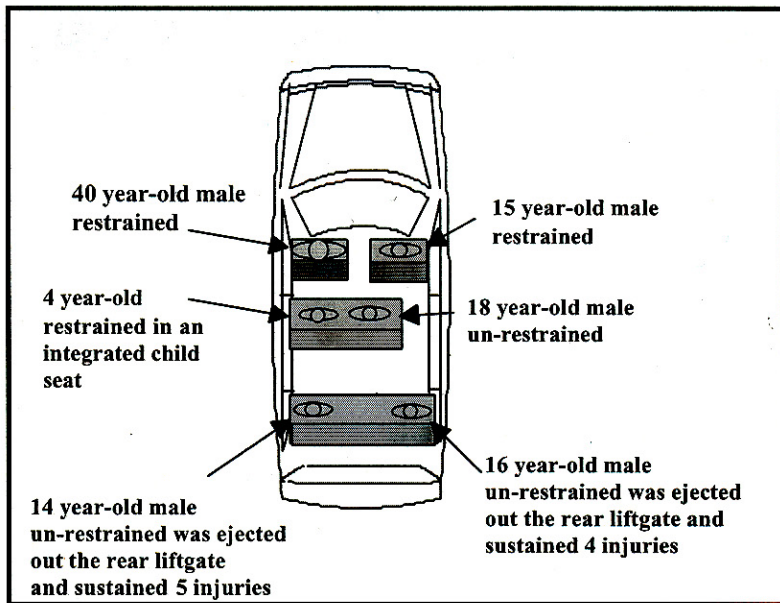 40 year-old male
restrained
15 year-old male
restrained
4 year-old
restrained in an
integrated child
seat
18 year-old male
un-restrained
14 year-old male
un-restrained was ejected
out the rear liftgate
and sustained 5 injuries
16 year-old male
un-restrained was ejected
out the rear liftgate and
sustained 4 injuries